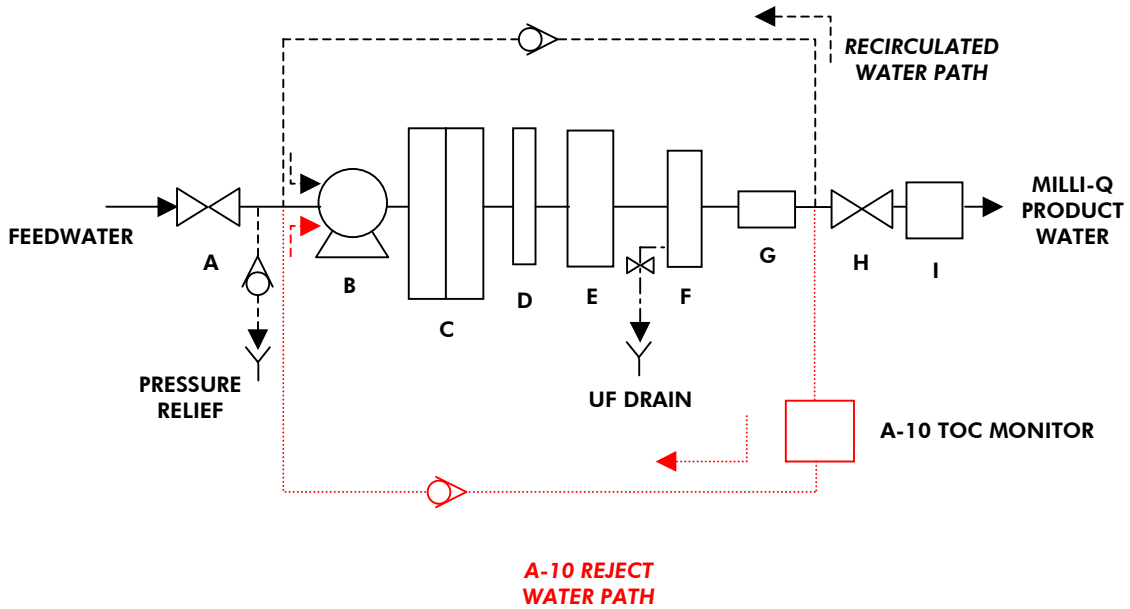 RECIRCULATED
WATER PATH
MILLI-Q
PRODUCT
WATER
FEEDWATER
A
B
C
D
E
F
G
H
I
PRESSURE
RELIEF
UF DRAIN
A-10 TOC MONITOR
A-10 REJECT
WATER PATH